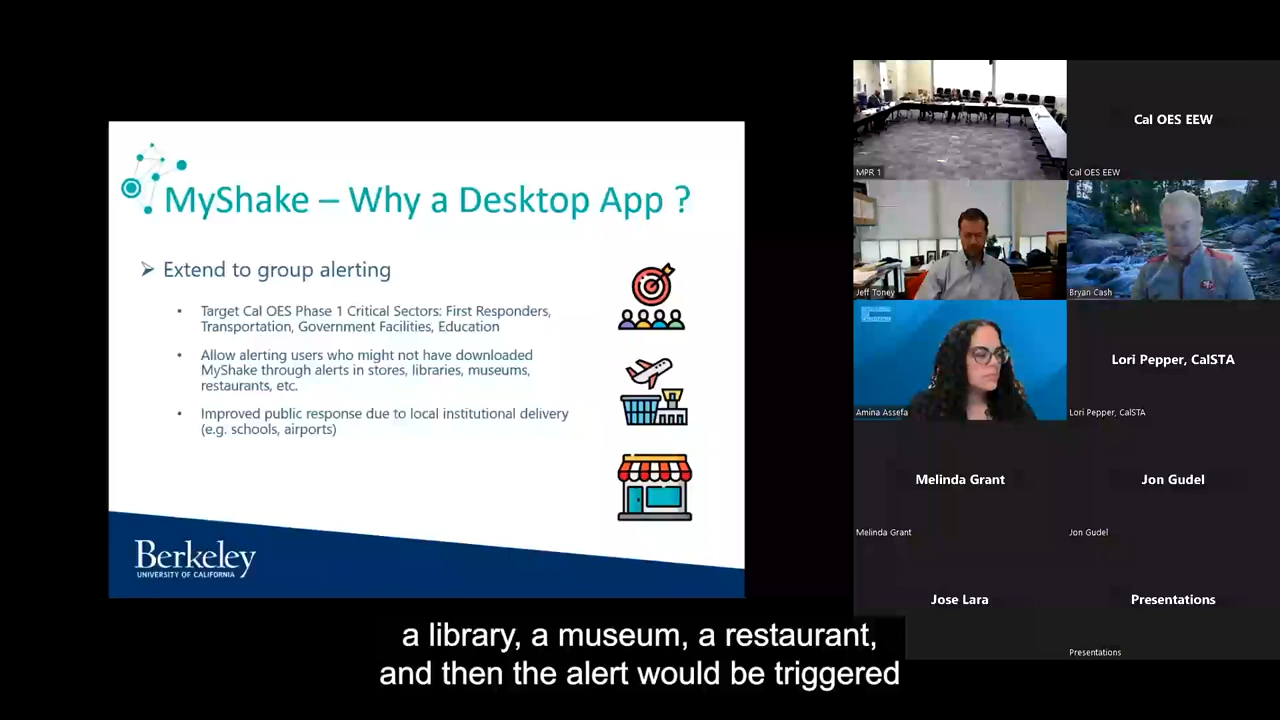 MyShake – Why a Desktop App ?
➢ Extend to group alerting
• Target Cal OES Phase 1 Critical Sectors: First Responders,
Transportation, Government Facilities, Education
• Allow alerting users who might not have downloaded
MyShake through alerts in stores, libraries, museums,
restaurants, etc.
• Improved public response due to local institutional delivery
(e.g. schools, airports)
Berkeley
UNIVERSITY OF CALIFORNIA
MPR 1
Cal OES EEW
Cal OES EEW
Jeff Toney
Bryan Cash
Amina Assefa
Lori Pepper, CalSTA
Lori Pepper, CalSTA
Melinda Grant
Melinda Grant
Jon Gudel
Jon Gudel
Jose Lara
Presentations
Presentations
a library, a museum, a restaurant,
and then the alert would be triggered